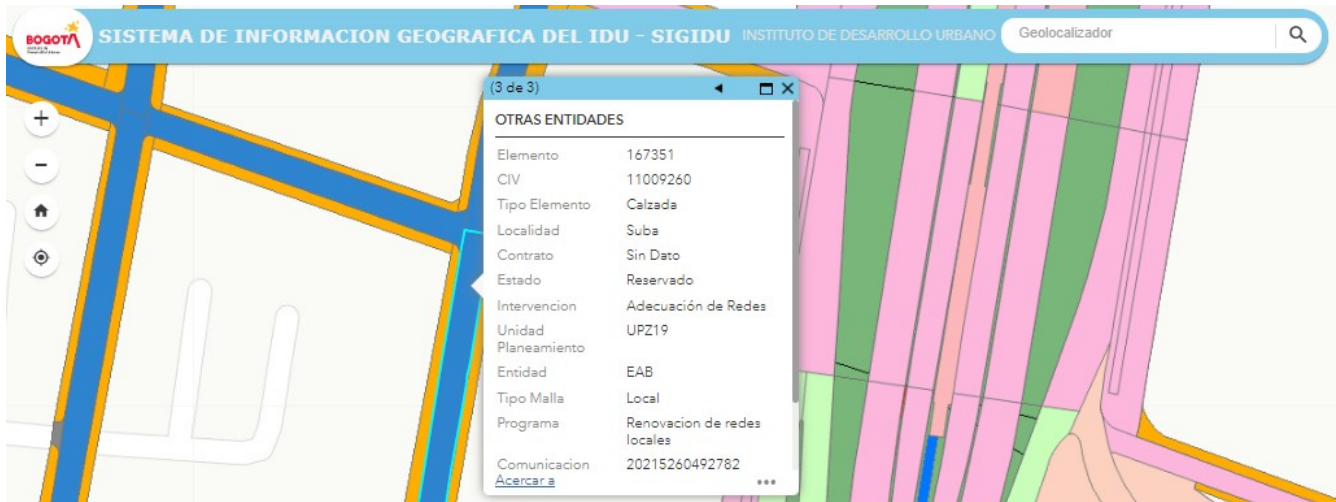 BOGOTÁ
SISTEMA DE INFORMACION GEOGRAFICA DEL IDU - SIGIDU INSTITUTO DE DESARROLLO URBANO
Geolocalizador
(3 de 3)
OTRAS ENTIDADES
Elemento 167351
CIV 11009260
Tipo Elemento Calzada
Localidad Suba
Contrato Sin Dato
Estado Reservado
Intervencion Adecuación de Redes
Unidad Planeamiento UPZ19
Entidad EAB
Tipo Malla Local
Programa Renovacion de redes locales
Comunicacion 20215260492782
Acercar a